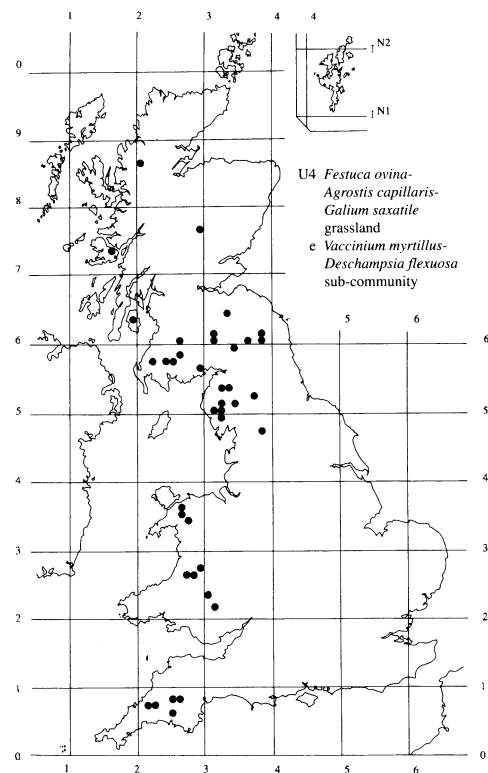 1 2 3 4 4
0
N2
N1
9
U4 Festuca ovina-
Agrostis capillaris-
Galium saxatile
grassland
e Vaccinium myrtillus-
Deschampsia flexuosa
sub-community
8
7
5 6
6 6
5 5
4 4
3 3
2 2
1 1
0 0
1 2 3 4 5 6